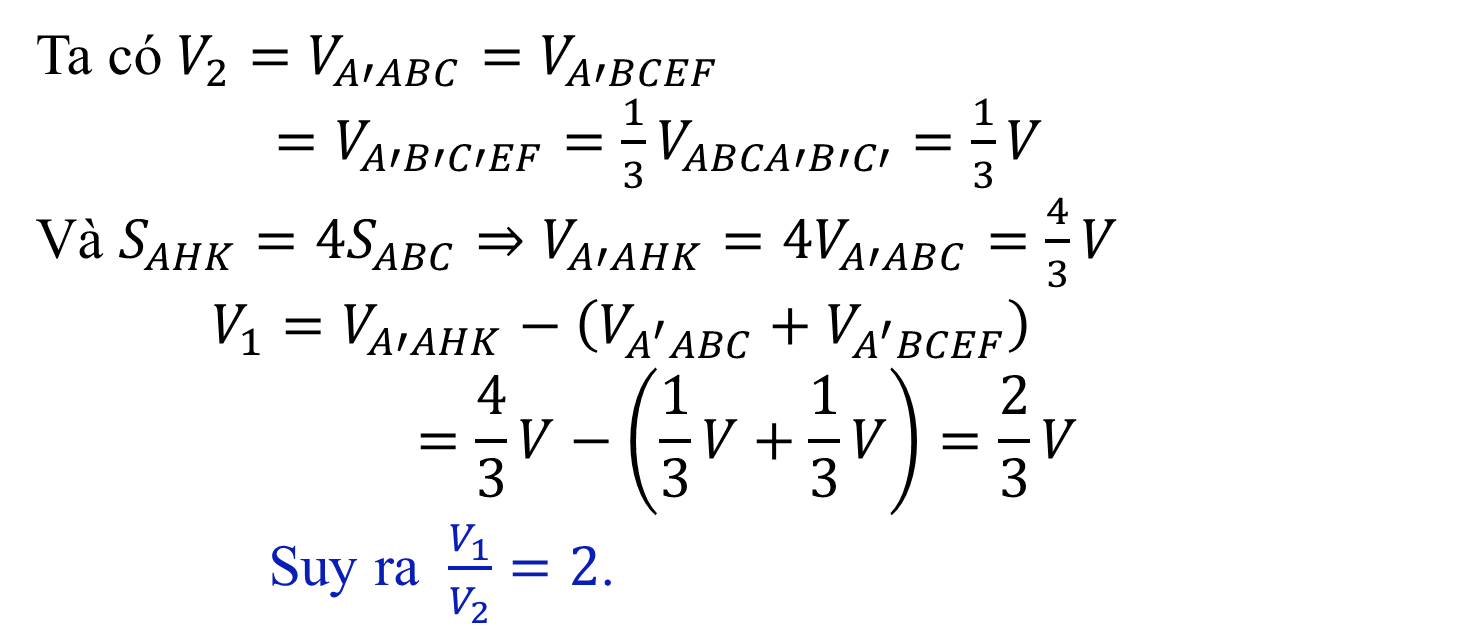 Ta có V₂ = V_{A′ABC} = V_{A′BCEF}
= V_{A′B′C′EF} = 1/3 V_{ABCA′B′C′} = 1/3 V
Và S_{AHK} = 4S_{ABC} ⇒ V_{A′AHK} = 4V_{A′ABC} = 4/3 V
V₁ = V_{A′AHK} − (V_{A′ABC} + V_{A′BCEF})
= 4/3 V − (1/3 V + 1/3 V) = 2/3 V
Suy ra V₁/V₂ = 2.